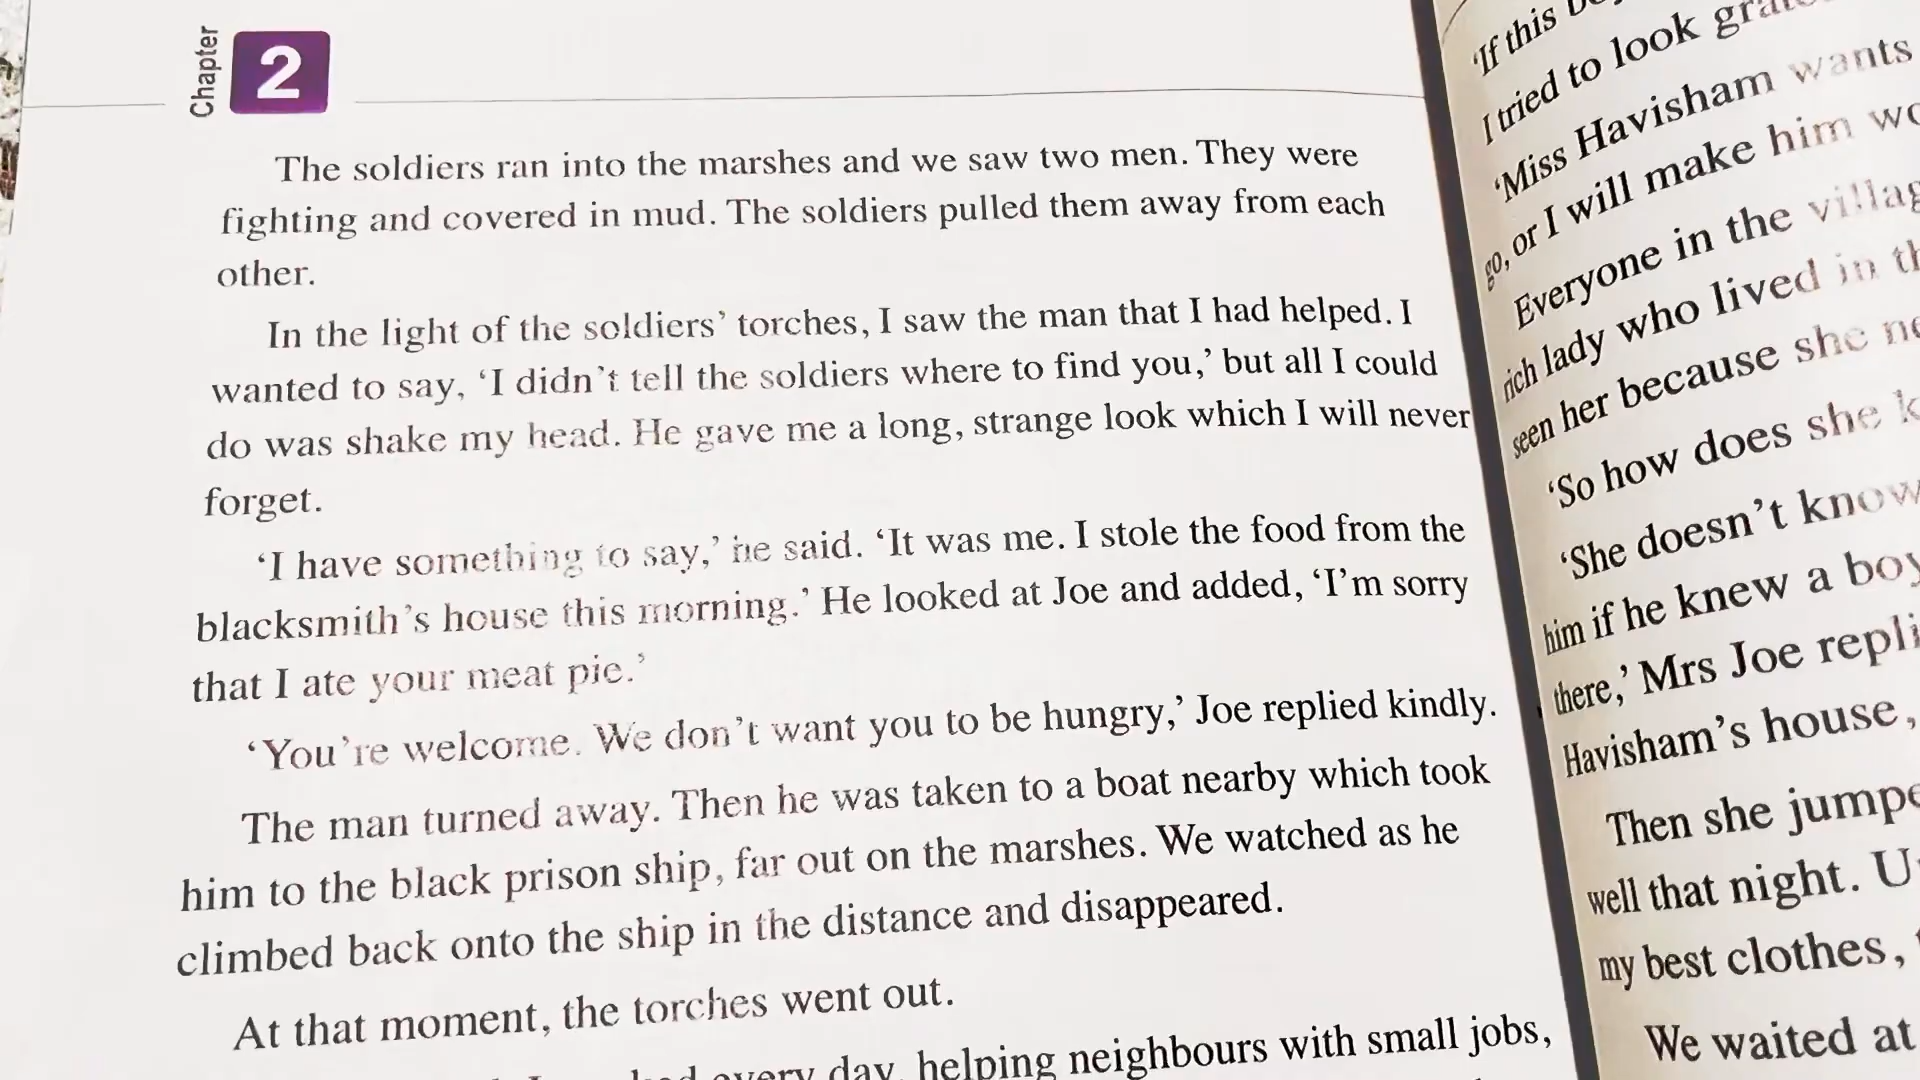 Chapter
2
The soldiers ran into the marshes and we saw two men. They were
fighting and covered in mud. The soldiers pulled them away from each
other.
In the light of the soldiers’ torches, I saw the man that I had helped. I
wanted to say, ‘I didn’t tell the soldiers where to find you,’ but all I could
do was shake my head. He gave me a long, strange look which I will never
forget.
‘I have something to say,’ he said. ‘It was me. I stole the food from the
blacksmith’s house this morning.’ He looked at Joe and added, ‘I’m sorry
that I ate your meat pie.’
‘You’re welcome. We don’t want you to be hungry,’ Joe replied kindly.
The man turned away. Then he was taken to a boat nearby which took
him to the black prison ship, far out on the marshes. We watched as he
climbed back onto the ship in the distance and disappeared.
At that moment, the torches went out.
every day, helping neighbours with small jobs,
‘If this
I tried to look
‘Miss Havisham wants
go, or I will make him
Everyone in the
rich lady who lived in
seen her because she
‘So how does she
‘She doesn’t know
him if he knew a
there,’ Mrs Joe
Havisham’s house,
Then she
well that night.
my best clothes,
We waited at